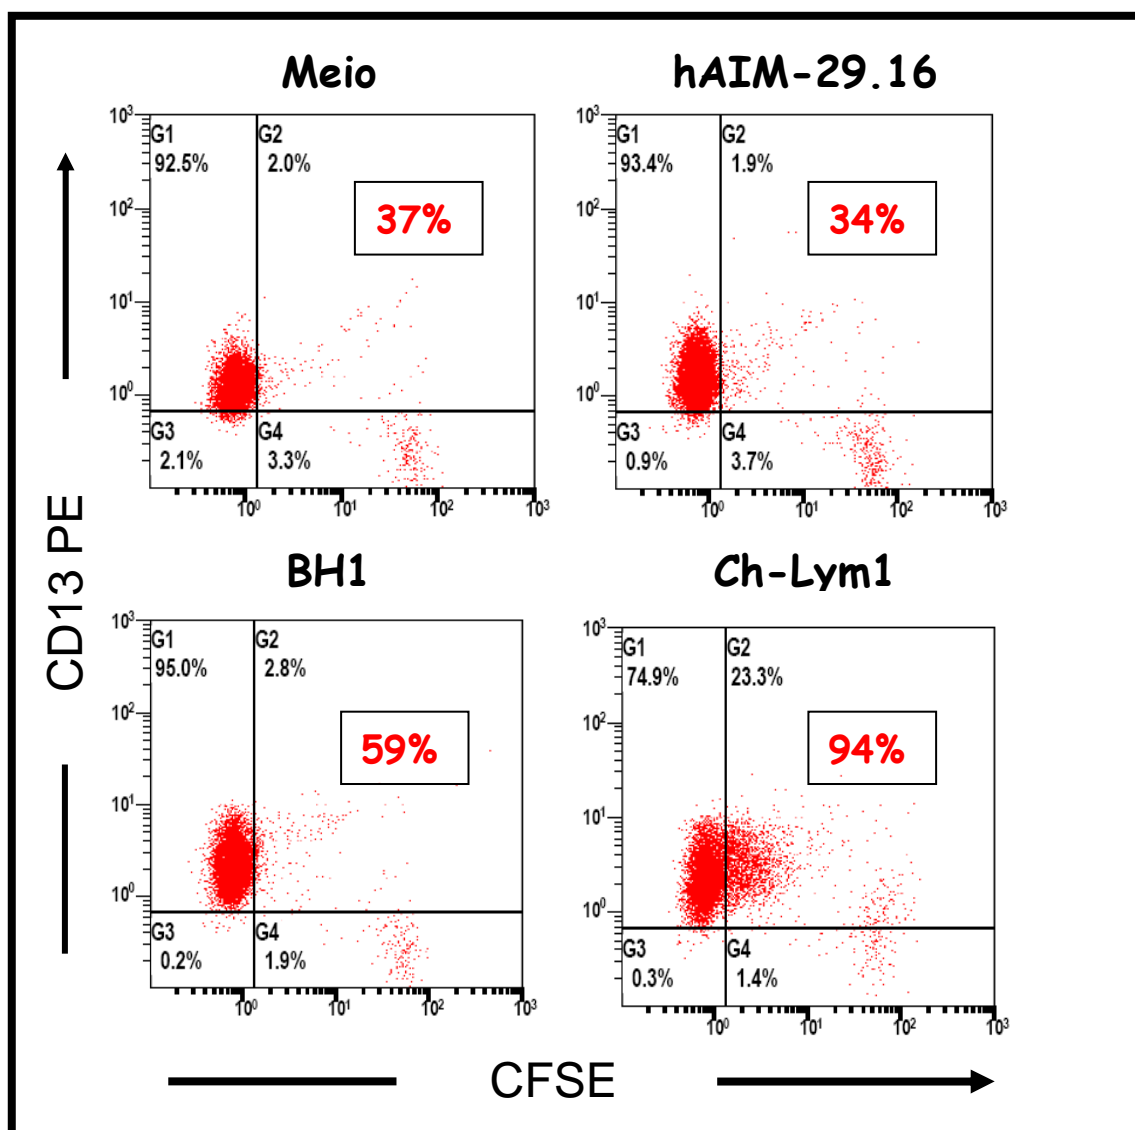 Meio
hAIM-29.16
10³
G1
G2
92.5%
2.0%
37%
10²
10¹
10⁰
G3
G4
2.1%
3.3%
10⁰
10¹
10²
10³
10³
G1
G2
93.4%
1.9%
34%
10²
10¹
10⁰
G3
G4
0.9%
3.7%
10⁰
10¹
10²
10³
CD13 PE
BH1
Ch-Lym1
10³
G1
G2
95.0%
2.8%
59%
10²
10¹
10⁰
G3
G4
0.2%
1.9%
10⁰
10¹
10²
10³
10³
G1
G2
74.9%
23.3%
94%
10²
10¹
10⁰
G3
G4
0.3%
1.4%
10⁰
10¹
10²
10³
CFSE